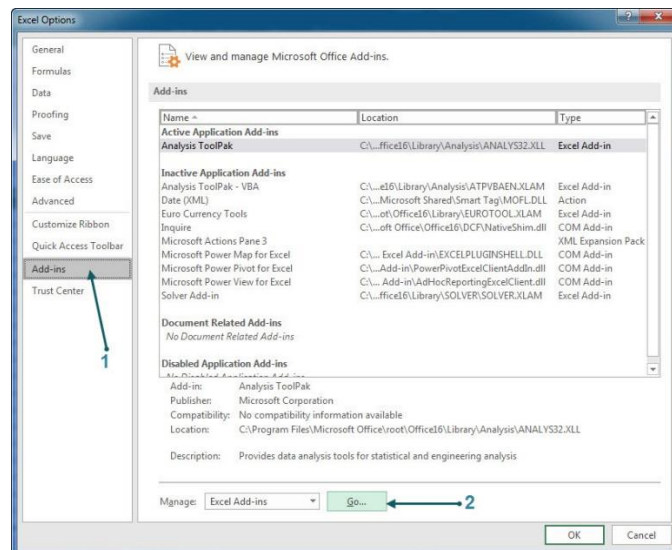 Excel Options
General
Formulas
Data
Proofing
Save
Language
Ease of Access
Advanced
Customize Ribbon
Quick Access Toolbar
Add-ins
Trust Center
1
View and manage Microsoft Office Add-ins.
Add-ins
Name Location Type
Active Application Add-ins
Analysis ToolPak C:\...ffice16\Library\Analysis\ANALYS32.XLL Excel Add-in
Inactive Application Add-ins
Analysis ToolPak - VBA C:\...e16\Library\Analysis\ATPVBAEN.XLAM Excel Add-in
Date (XML) C:\...Microsoft Shared\Smart Tag\MOFL.DLL Action
Euro Currency Tools C:\...ot\Office16\Library\EUROTOOL.XLAM Excel Add-in
Inquire C:\...oft Office\Office16\DCF\NativeShim.dll COM Add-in
Microsoft Actions Pane 3 XML Expansion Pack
Microsoft Power Map for Excel C:\... Excel Add-in\EXCELPLUGINSHELL.DLL COM Add-in
Microsoft Power Pivot for Excel C:\...Add-in\PowerPivotExcelClientAddIn.dll COM Add-in
Microsoft Power View for Excel C:\... Add-in\AdHocReportingExcelClient.dll COM Add-in
Solver Add-in C:\...ffice16\Library\SOLVER\SOLVER.XLAM Excel Add-in
Document Related Add-ins
No Document Related Add-ins
Disabled Application Add-ins
No Disabled Application Add-ins
Add-in: Analysis ToolPak
Publisher: Microsoft Corporation
Compatibility: No compatibility information available
Location: C:\Program Files\Microsoft Office\root\Office16\Library\Analysis\ANALYS32.XLL
Description: Provides data analysis tools for statistical and engineering analysis
Manage: Excel Add-ins Go... 2
OK Cancel